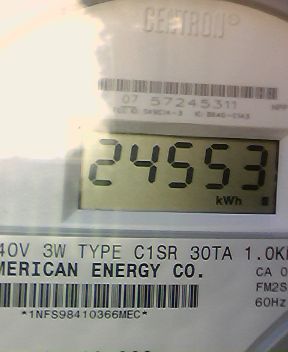 CENTRON®
07 57245311
24553
kWh
40V 3W TYPE C1SR 30TA 1.0K
MERICAN ENERGY CO.
CA 0
FM2S
60Hz
*1NFS98410366MEC*